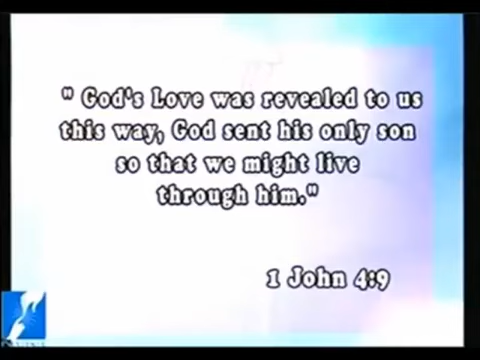 " God's Love was revealed to us
this way, God sent his only son
so that we might live
through him."
1 John 4:9